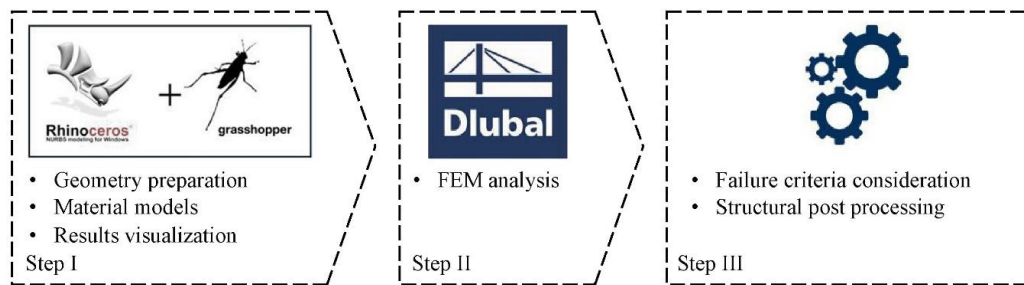 Rhinoceros
NURBS modeling for Windows
+
grasshopper
• Geometry preparation
• Material models
• Results visualization
Step I
Dlubal
• FEM analysis
Step II
• Failure criteria consideration
• Structural post processing
Step III